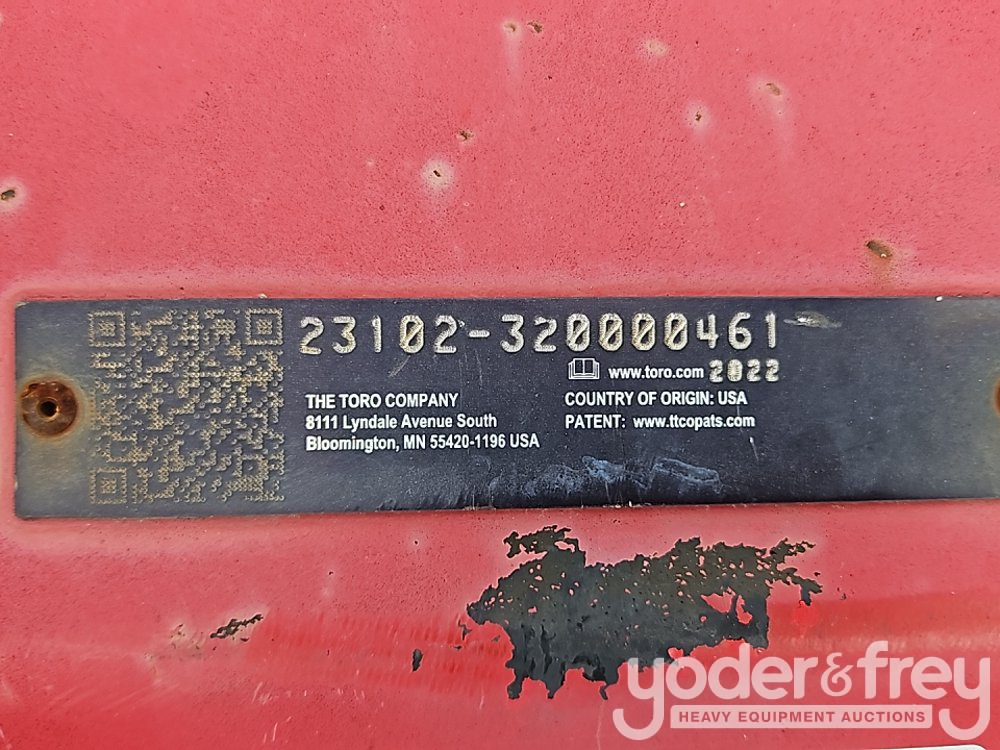 23102-320000461
www.toro.com 2022
THE TORO COMPANY
COUNTRY OF ORIGIN: USA
8111 Lyndale Avenue South
PATENT: www.ttcopats.com
Bloomington, MN 55420-1196 USA
yoder&frey
HEAVY EQUIPMENT AUCTIONS